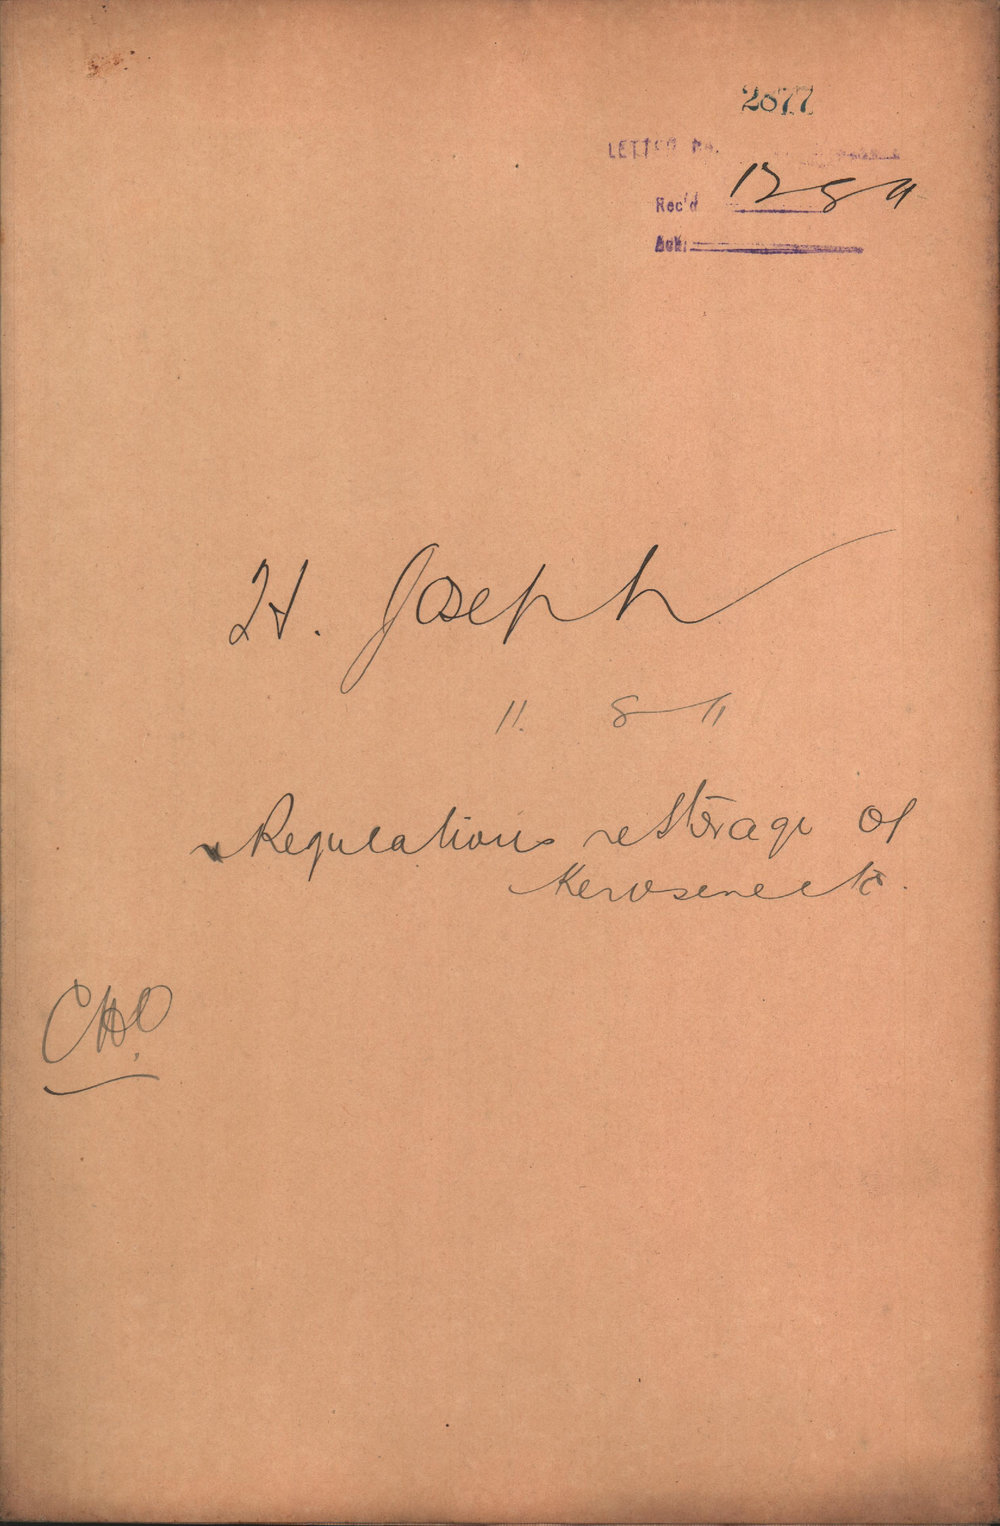 2877
LETTER No.
Rec'd 12 8 11
Ack:
H. Joseph
11. 8 11
Regulations re storage of
Kerosene etc.
CHO